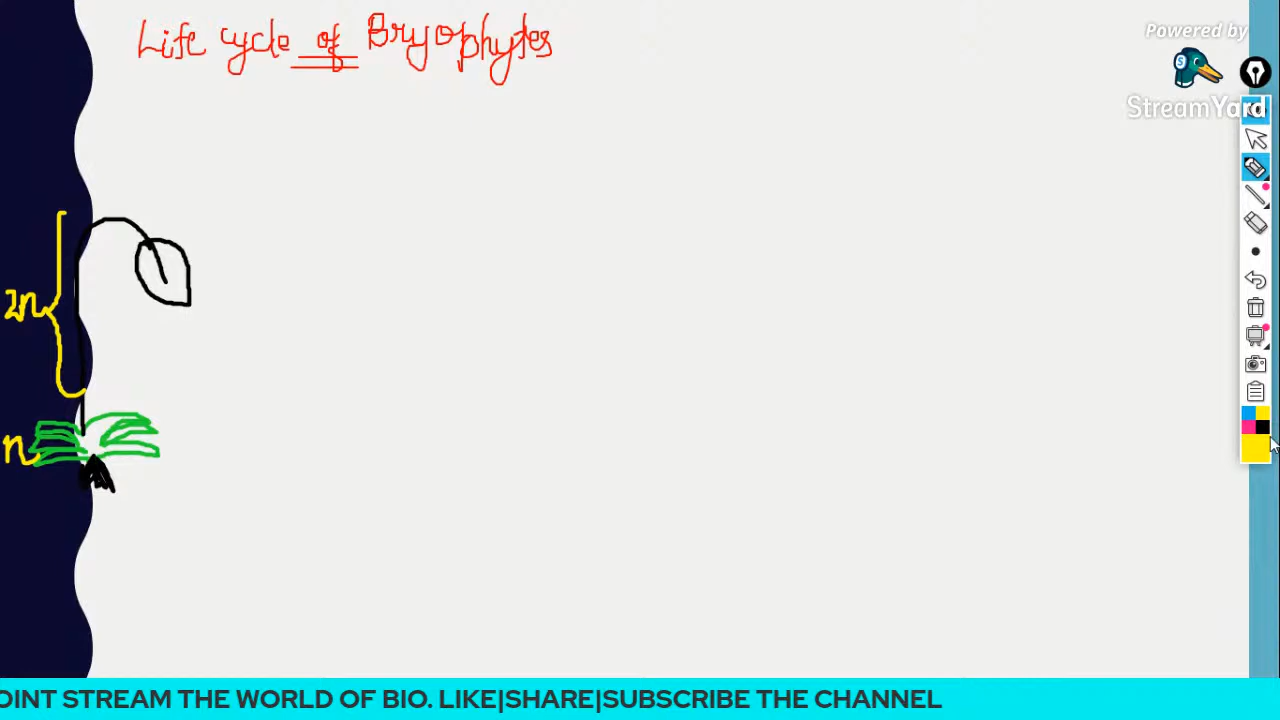 Life cycle of Bryophytes
Powered by
StreamYard
2n
n
OINT STREAM THE WORLD OF BIO. LIKE|SHARE|SUBSCRIBE THE CHANNEL